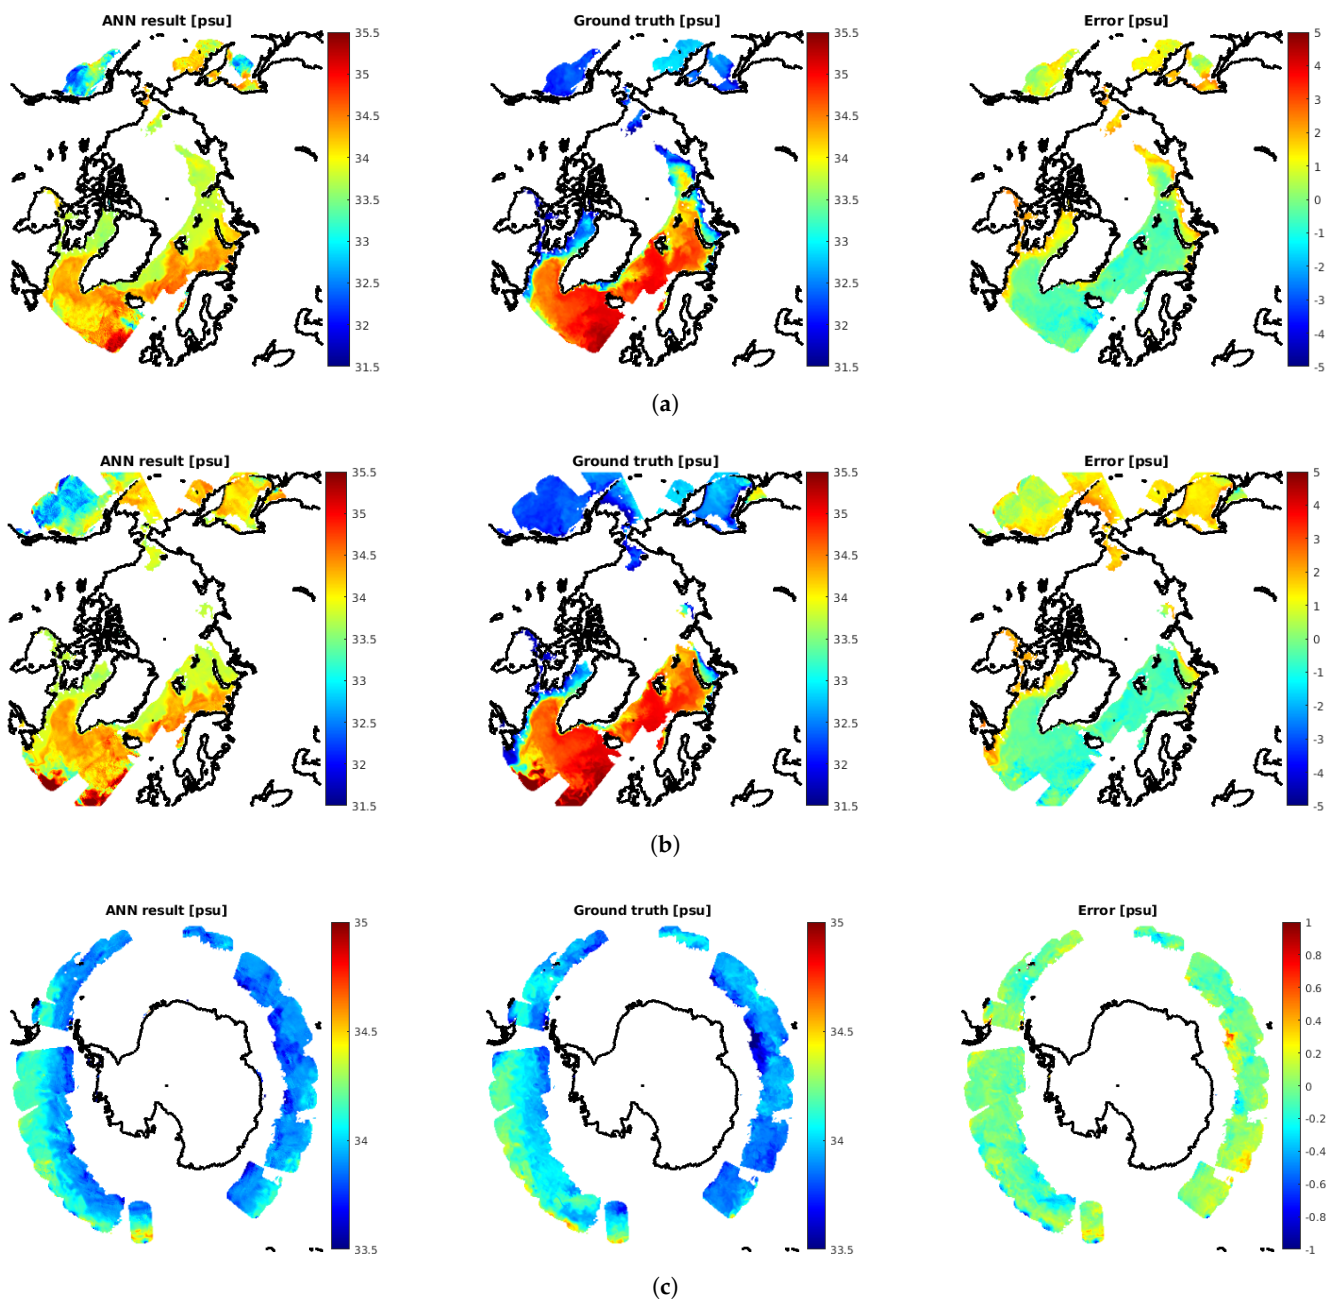 ANN result [psu] Ground truth [psu] Error [psu]
35.5 35.5 5
35 35 4
34.5 34.5 3
34 34 2
33.5 33.5 1
33 33 0
32.5 32.5 -1
32 32 -2
31.5 31.5 -3
-4
-5
(a)
ANN result [psu] Ground truth [psu] Error [psu]
35.5 35.5 5
35 35 4
34.5 34.5 3
34 34 2
33.5 33.5 1
33 33 0
32.5 32.5 -1
32 32 -2
31.5 31.5 -3
-4
-5
(b)
ANN result [psu] Ground truth [psu] Error [psu]
35 35 1
34.5 34.5 0.8
34 34 0.6
33.5 33.5 0.4
0.2
0
-0.2
-0.4
-0.6
-0.8
-1
(c)